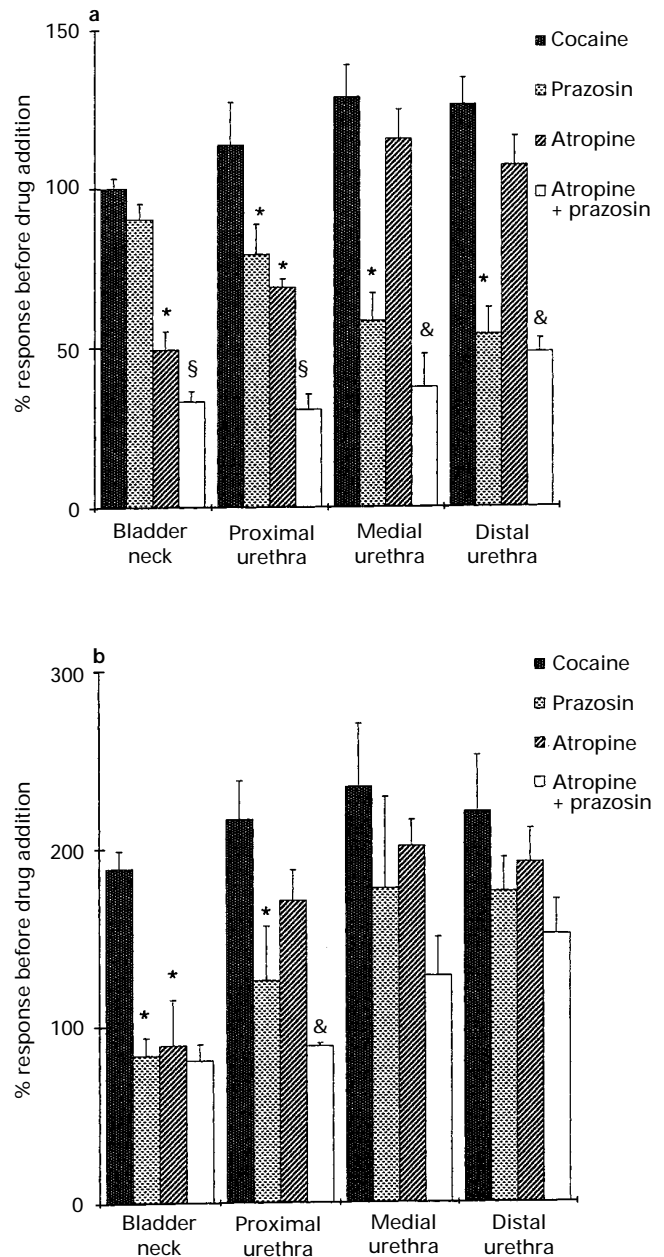 a
150
100
50
0
% response before drug addition
Cocaine
Prazosin
Atropine
Atropine
+ prazosin
*
§
*
*
§
*
&
*
&
Bladder
neck
Proximal
urethra
Medial
urethra
Distal
urethra
b
300
200
100
0
% response before drug addition
Cocaine
Prazosin
Atropine
Atropine
+ prazosin
*
*
*
&
Bladder
neck
Proximal
urethra
Medial
urethra
Distal
urethra